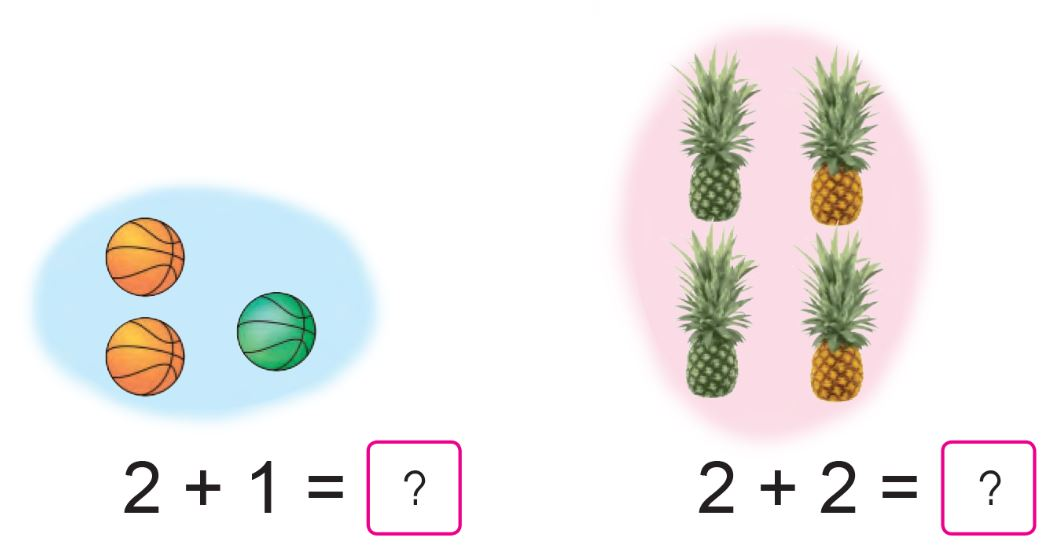 2 + 1 = ?
2 + 2 = ?